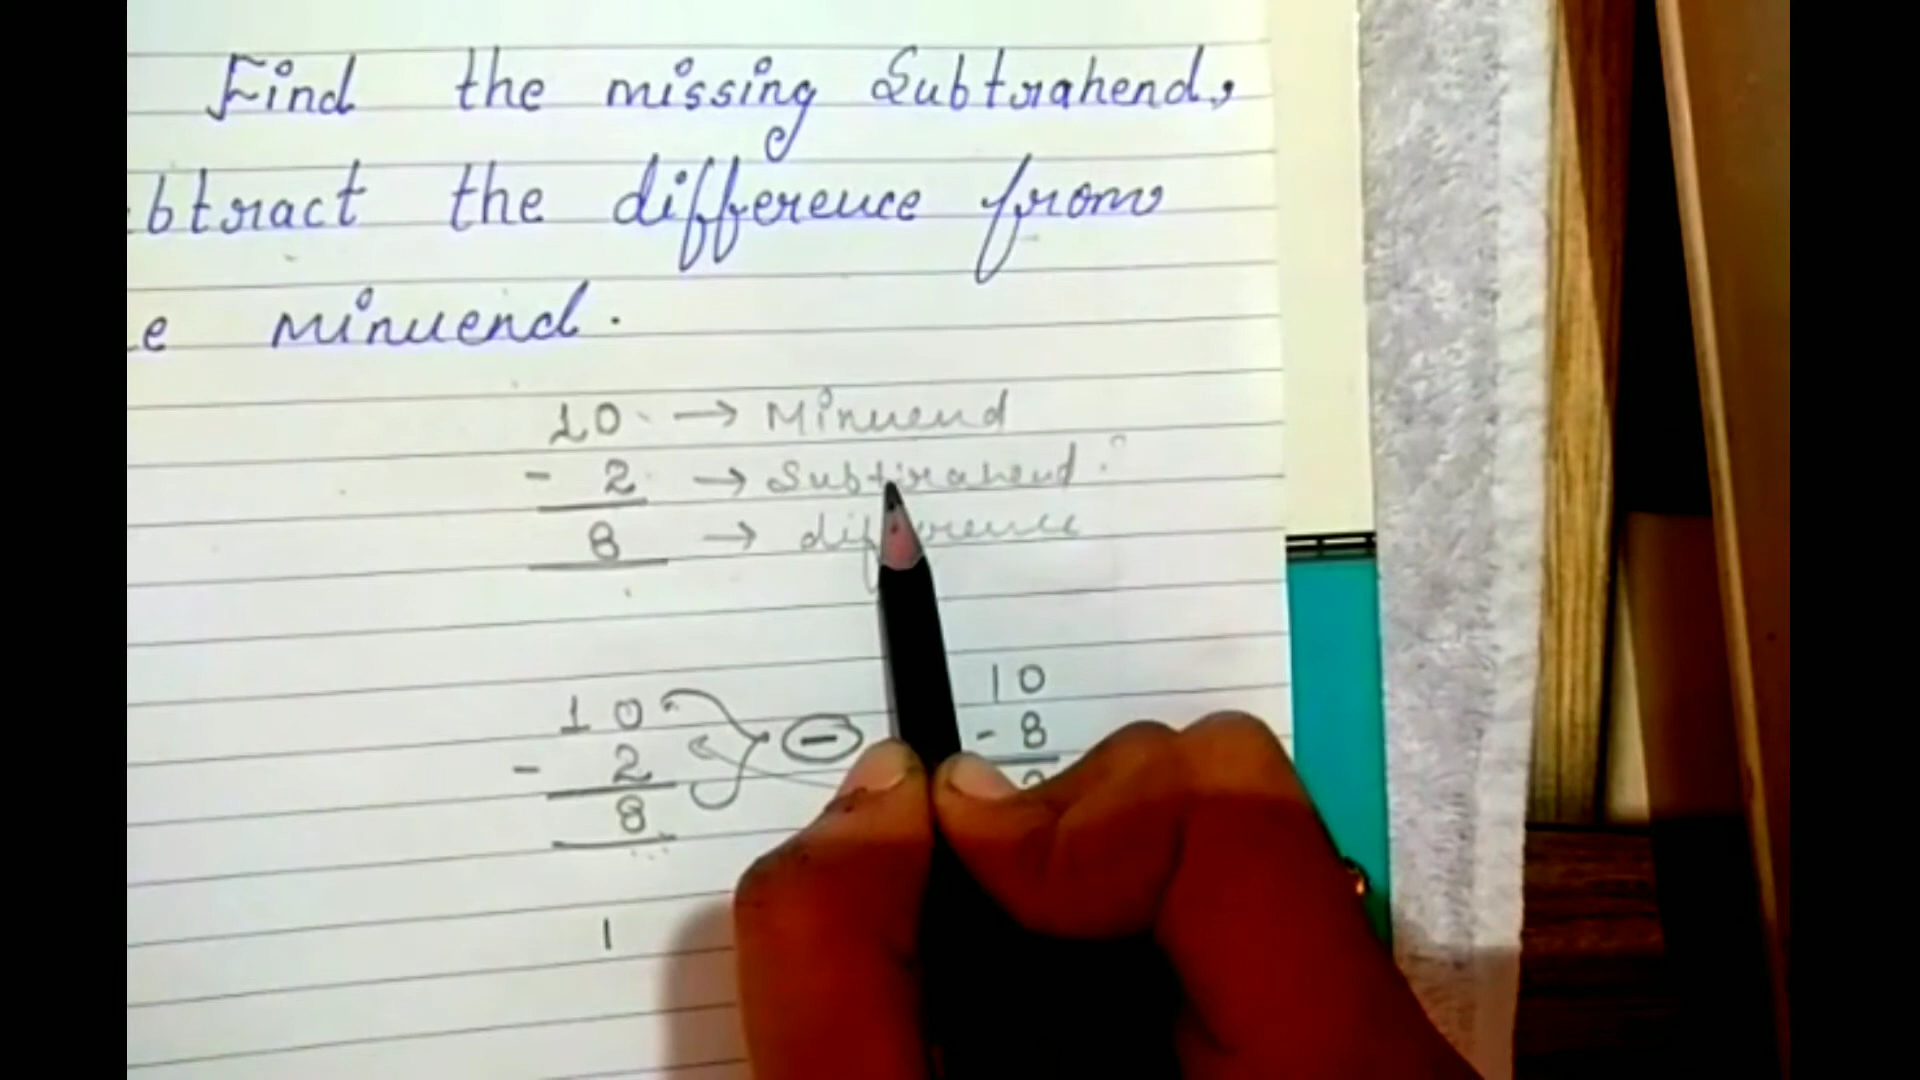 Find the missing Subtrahend,
btract the difference from
e minuend.
10 → Minuend
- 2 → Subtrahend.
8 → difference
10
- 2
8
-
10
- 8
1